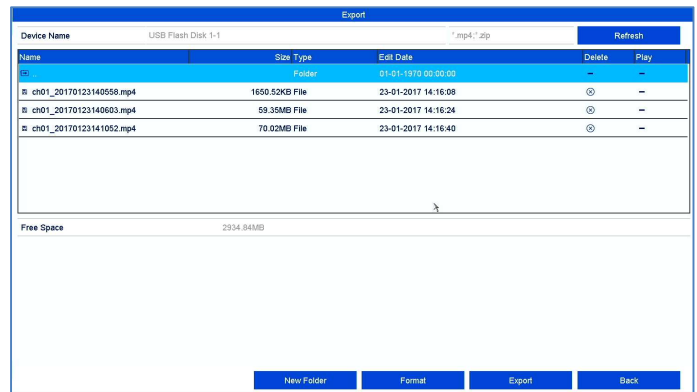 Export
Device Name USB Flash Disk 1-1 *.mp4;*.zip Refresh
Name Size Type Edit Date Delete Play
.. Folder 01-01-1970 00:00:00 – –
ch01_20170123140558.mp4 1650.52KB File 23-01-2017 14:16:08 –
ch01_20170123140603.mp4 59.35MB File 23-01-2017 14:16:24 –
ch01_20170123141052.mp4 70.02MB File 23-01-2017 14:16:40 –
Free Space 2934.84MB
New Folder Format Export Back